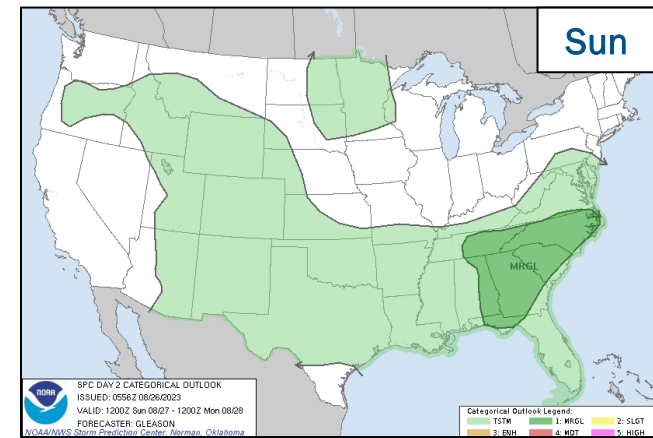 Sun
MRGL
NOAA
SPC DAY 2 CATEGORICAL OUTLOOK
ISSUED: 0556Z 08/26/2023
VALID: 1200Z Sun 08/27 - 1200Z Mon 08/28
FORECASTER: GLEASON
NOAA/NWS Storm Prediction Center, Norman, Oklahoma
Categorical Outlook Legend:
TSTM 1: MRGL 2: SLGT
3: ENH 4: MDT 5: HIGH